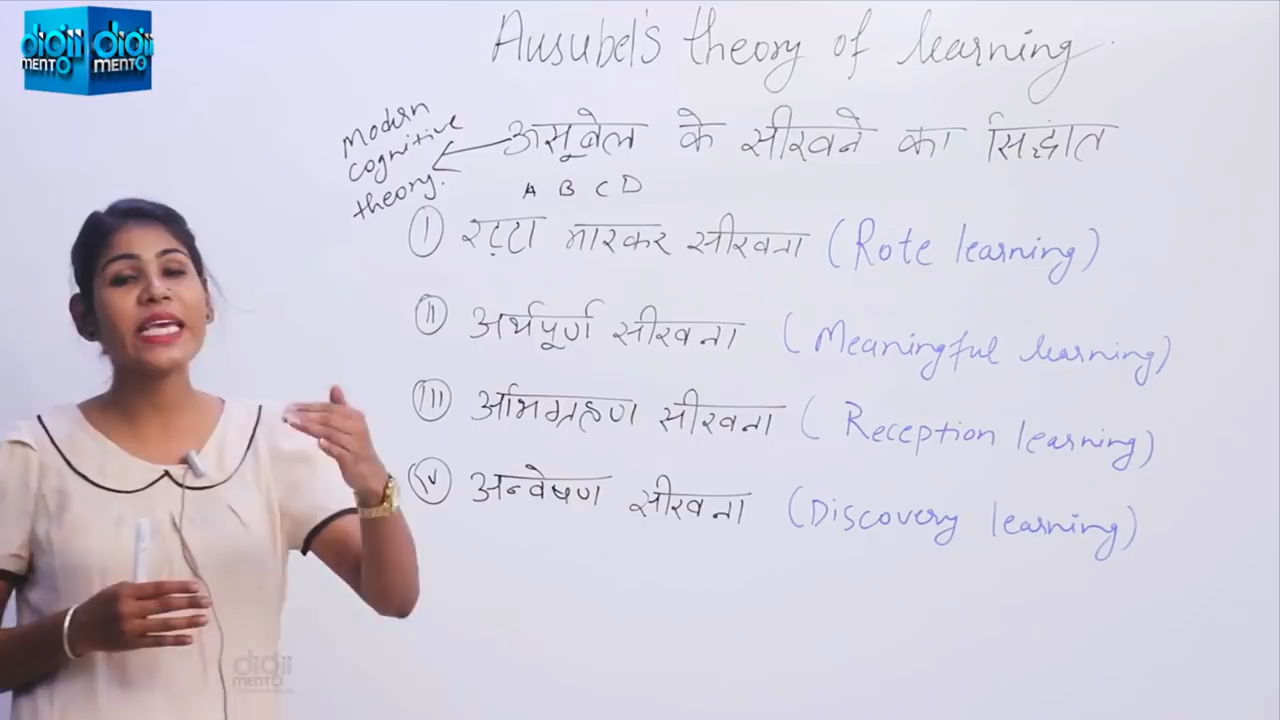 digii digii
MENTO MENTO
Ausubel's theory of learning.
Modern
cognitive
theory.
असूबेल के सीखने का सिद्धांत
A B C D
I रट्टा मारकर सीखना (Rote learning)
II अर्थपूर्ण सीखना (Meaningful learning)
III अभिग्रहण सीखना (Reception learning)
IV अन्वेषण सीखना (Discovery learning)
didii
MENTO